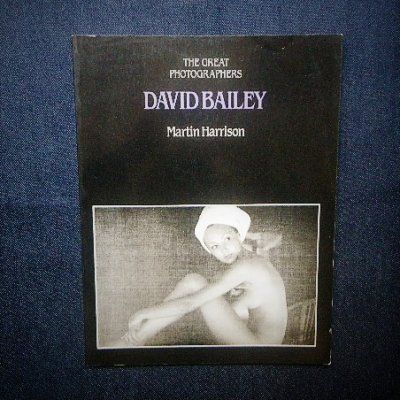 THE GREAT
PHOTOGRAPHERS
DAVID BAILEY
Martin Harrison